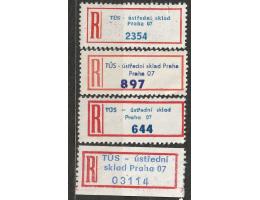 R TÚS - ústřední sklad
Praha 07
2354
R TÚS - ústřední sklad Praha
Praha 07
897
R TÚS - ústřední sklad
Praha 07
644
R TÚS - ústřední
sklad Praha 07
03114